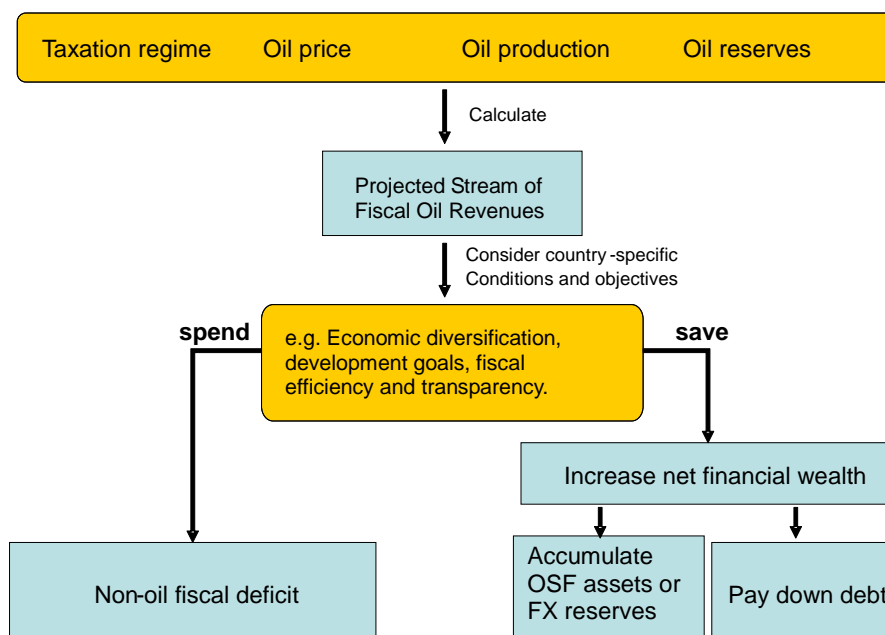 Taxation regime Oil price Oil production Oil reserves
Calculate
Projected Stream of
Fiscal Oil Revenues
Consider country-specific
Conditions and objectives
spend
e.g. Economic diversification,
development goals, fiscal
efficiency and transparency.
save
Increase net financial wealth
Non-oil fiscal deficit
Accumulate
OSF assets or
FX reserves
Pay down debt